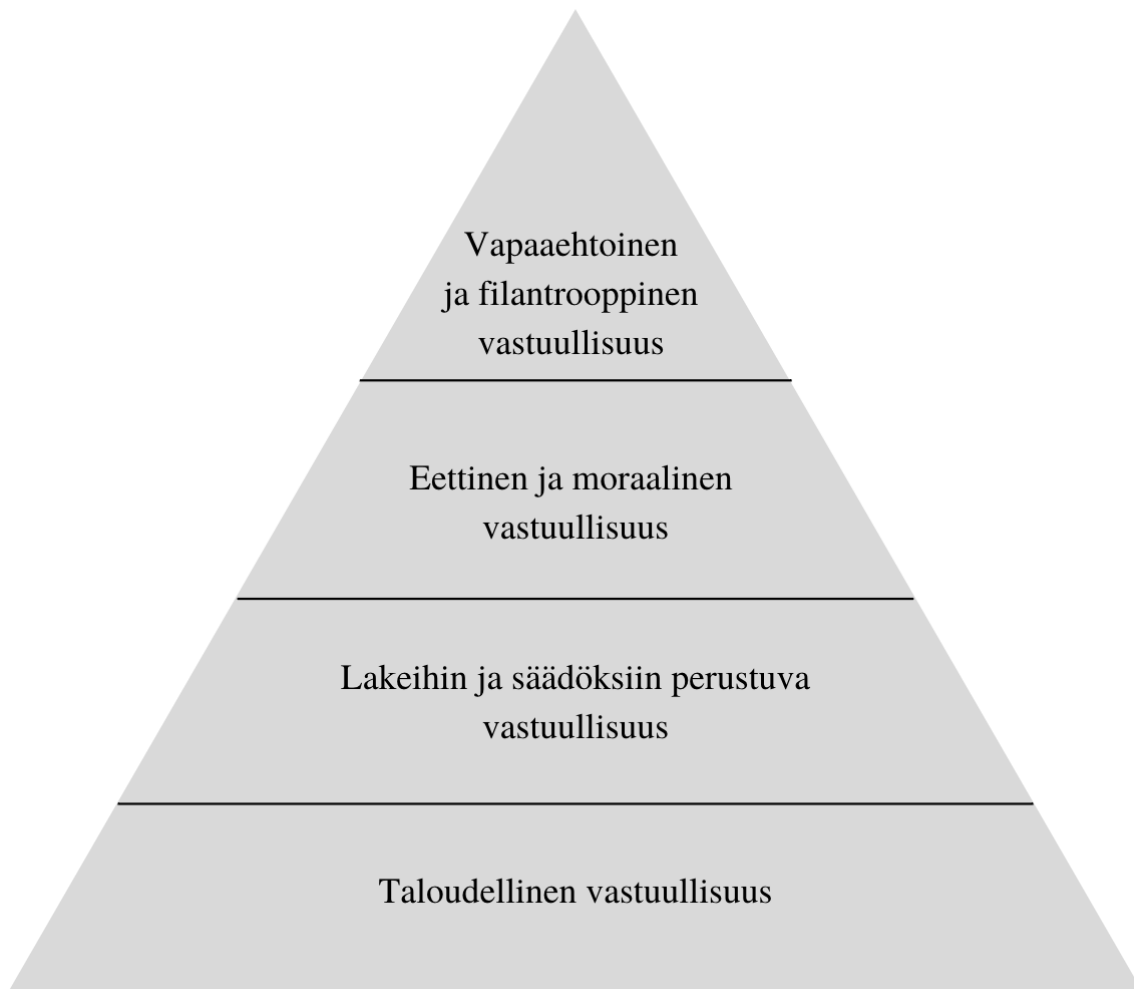 Vapaaehtoinen
ja filantrooppinen
vastuullisuus
Eettinen ja moraalinen
vastuullisuus
Lakeihin ja säädöksiin perustuva
vastuullisuus
Taloudellinen vastuullisuus